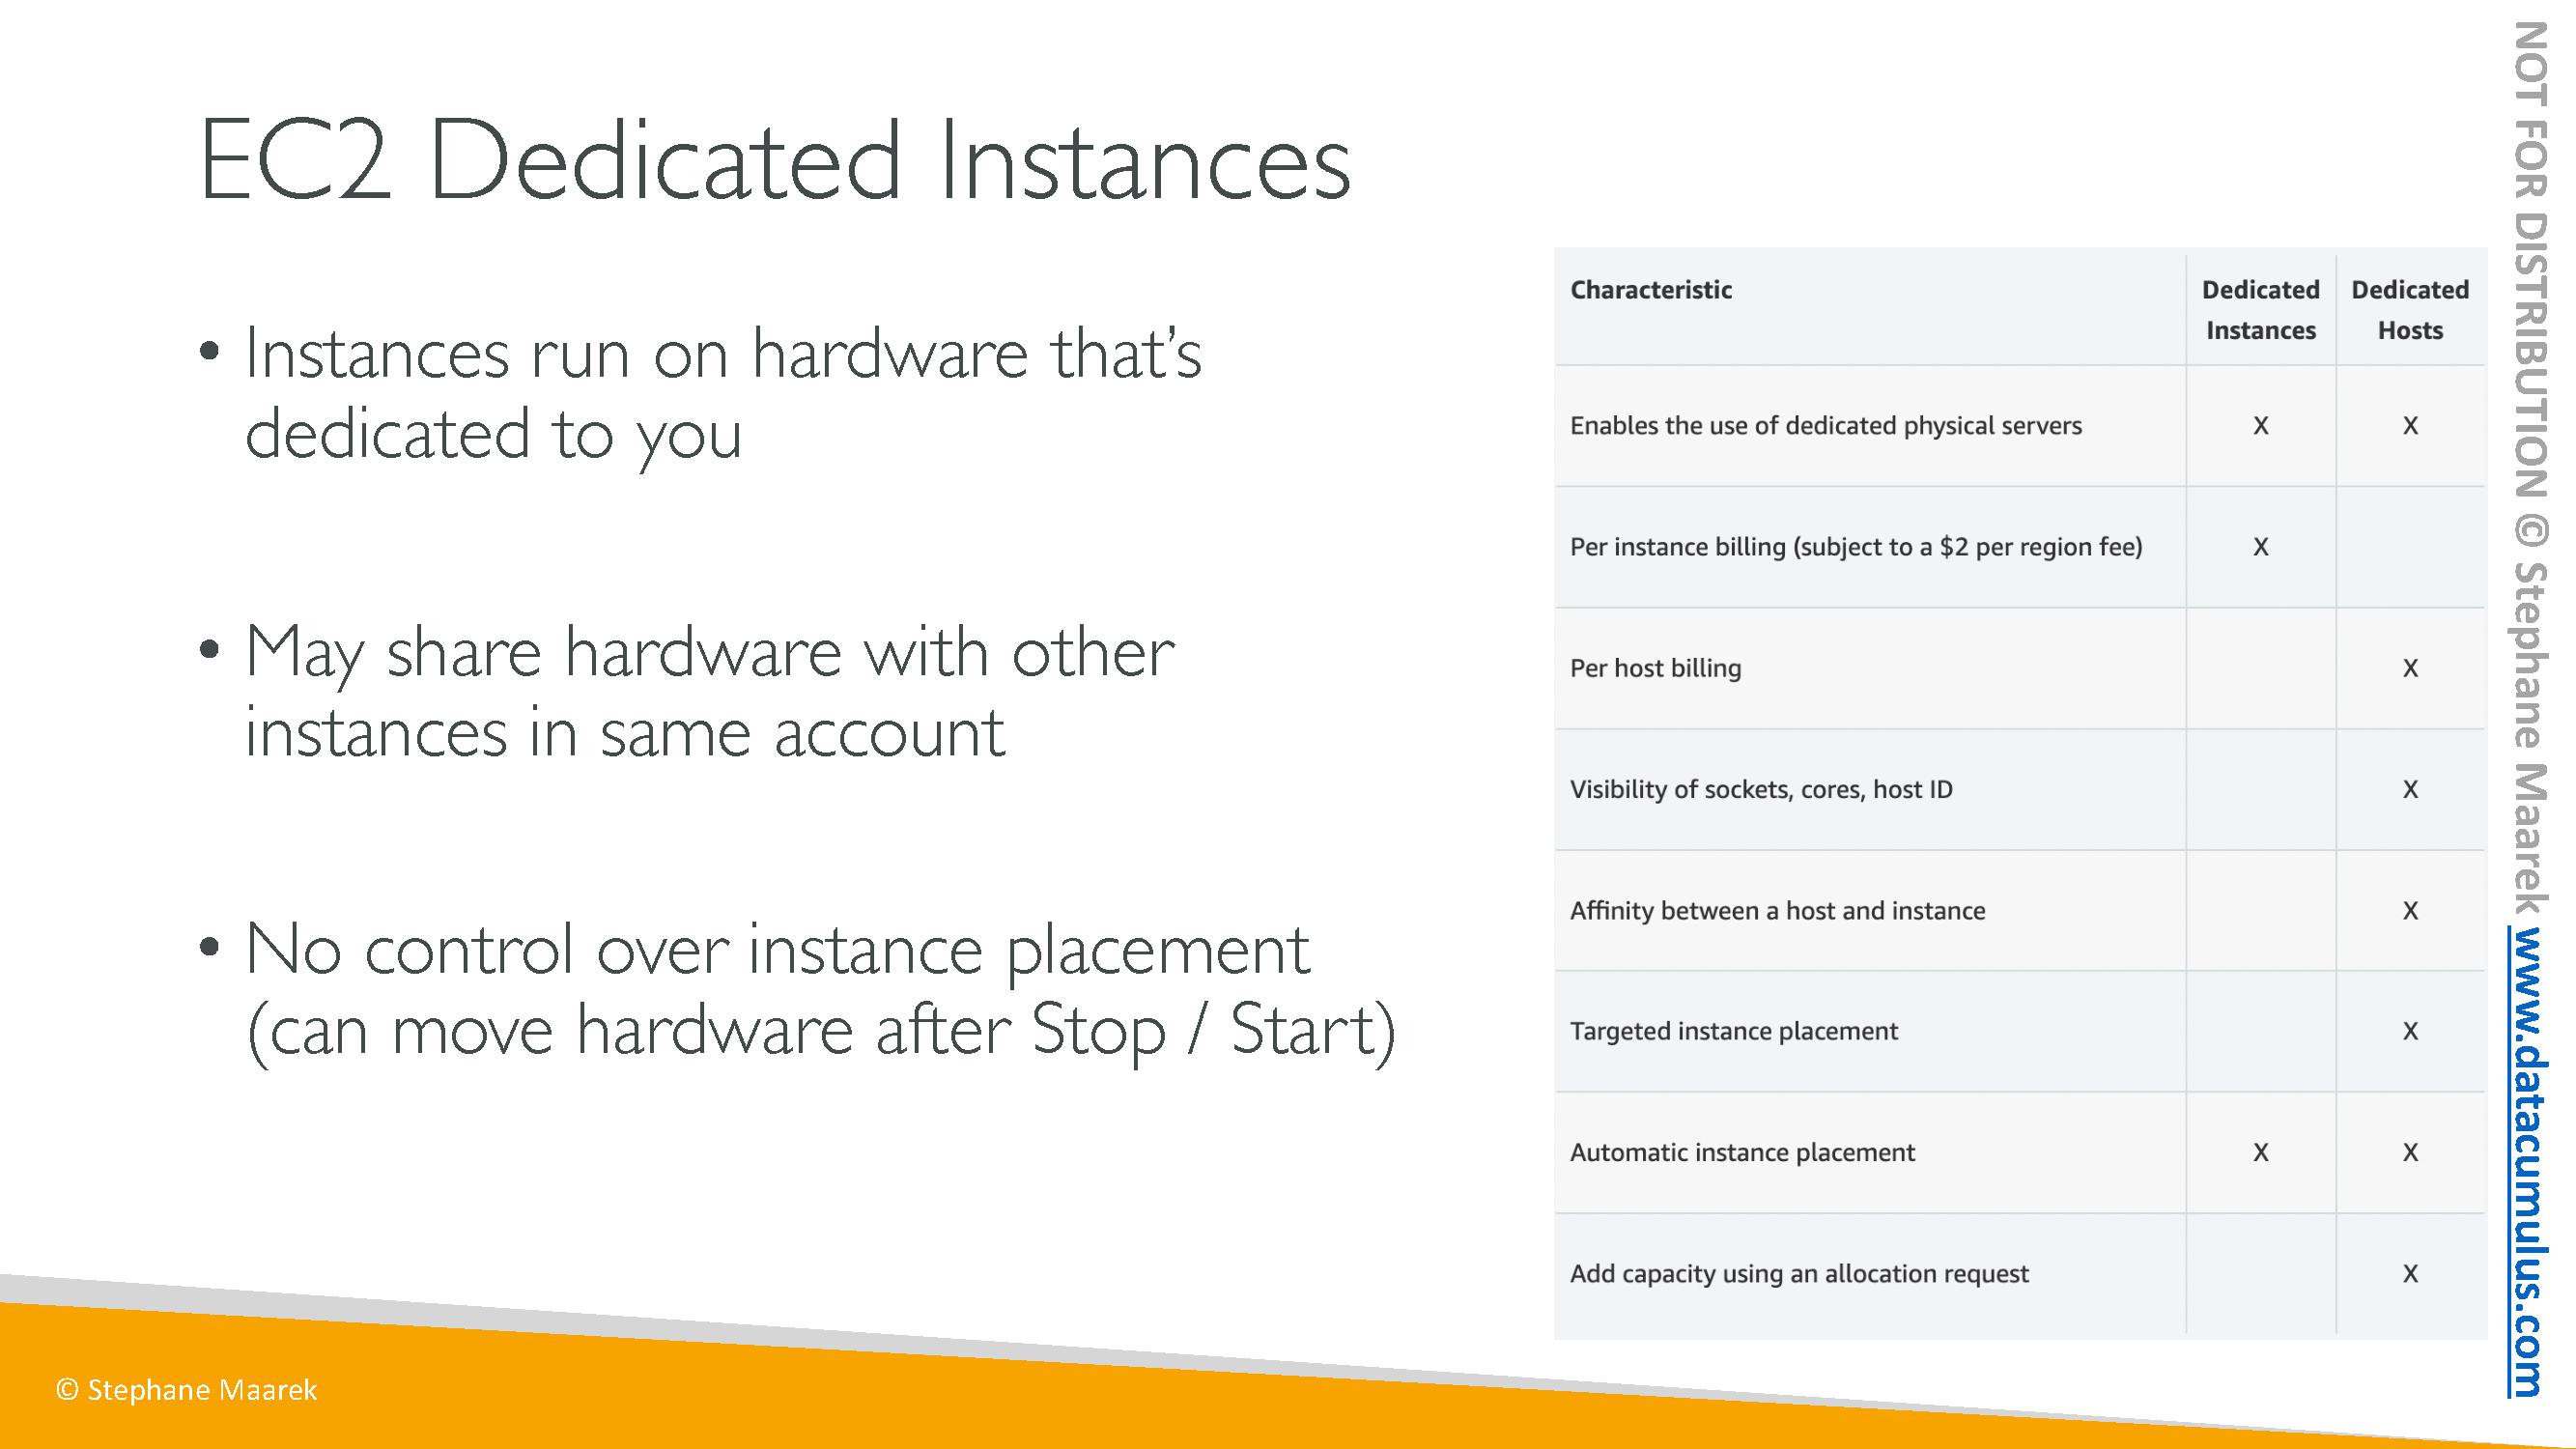 EC2 Dedicated Instances
• Instances run on hardware that’s
dedicated to you
• May share hardware with other
instances in same account
• No control over instance placement
(can move hardware after Stop / Start)
Characteristic Dedicated Instances Dedicated Hosts
Enables the use of dedicated physical servers X X
Per instance billing (subject to a $2 per region fee) X
Per host billing X
Visibility of sockets, cores, host ID X
Affinity between a host and instance X
Targeted instance placement X
Automatic instance placement X X
Add capacity using an allocation request X
© Stephane Maarek
NOT FOR DISTRIBUTION © Stephane Maarek www.datacumulus.com